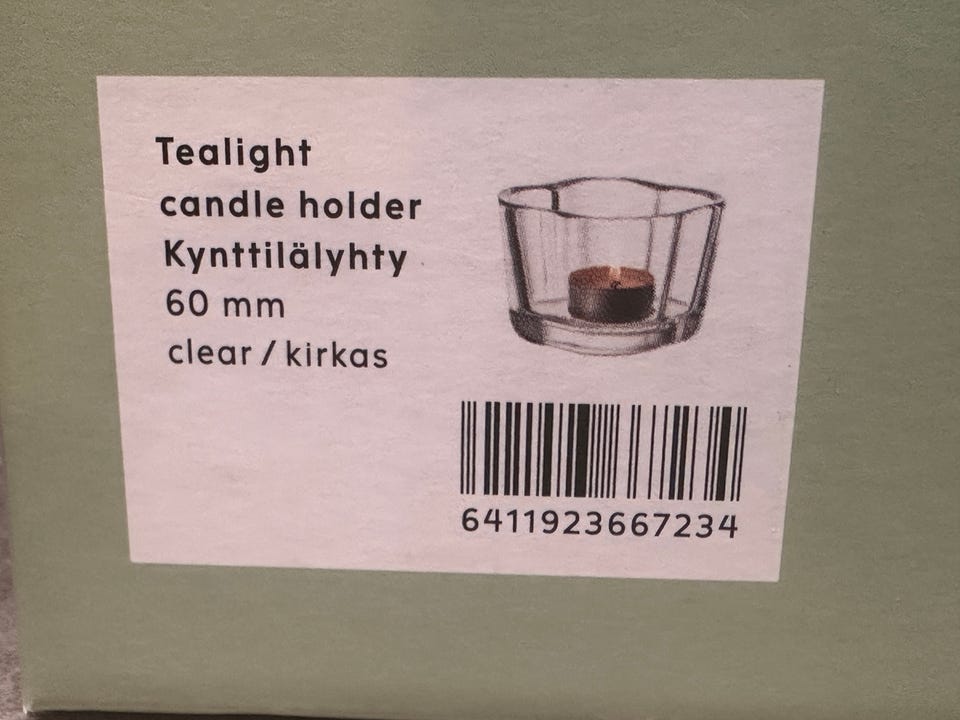 Tealight
candle holder
Kynttilälyhty
60 mm
clear / kirkas
6411923667234